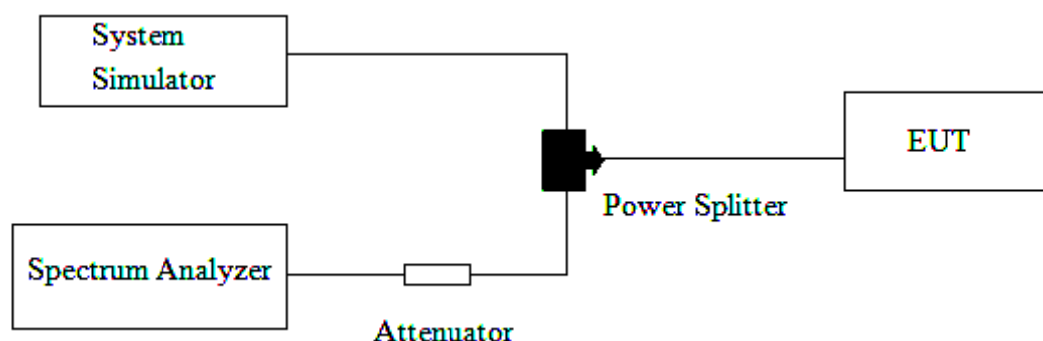 System
Simulator
EUT
Power Splitter
Spectrum Analyzer
Attenuator